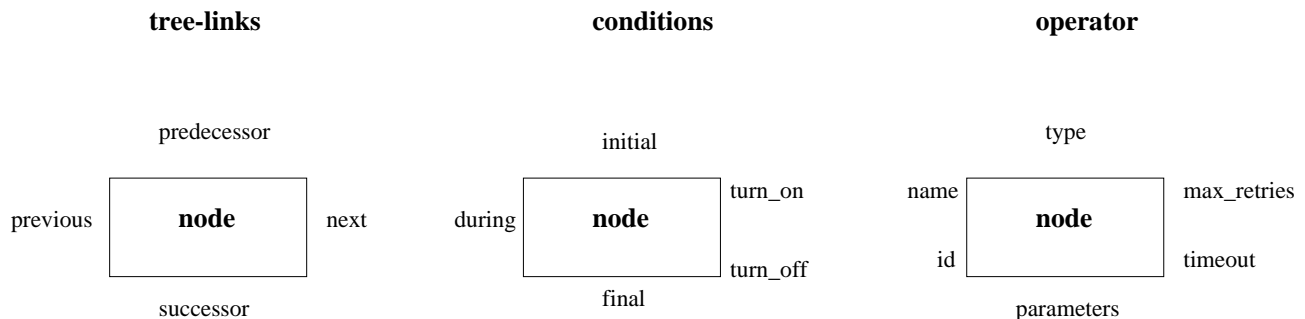 tree-links
conditions
operator
predecessor
previous
node
next
successor
initial
turn_on
during
node
turn_off
final
type
name
max_retries
node
id
timeout
parameters